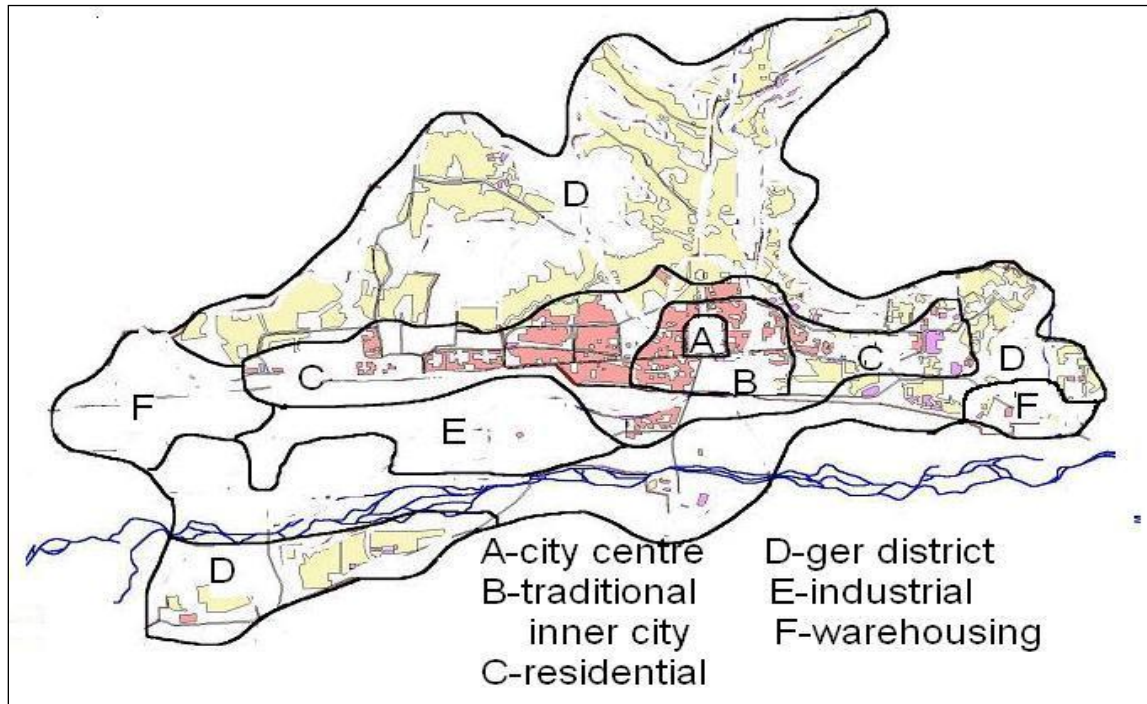 D
A
C
C
D
B
F
F
E
D
A-city centre
B-traditional
inner city
C-residential
D-ger district
E-industrial
F-warehousing